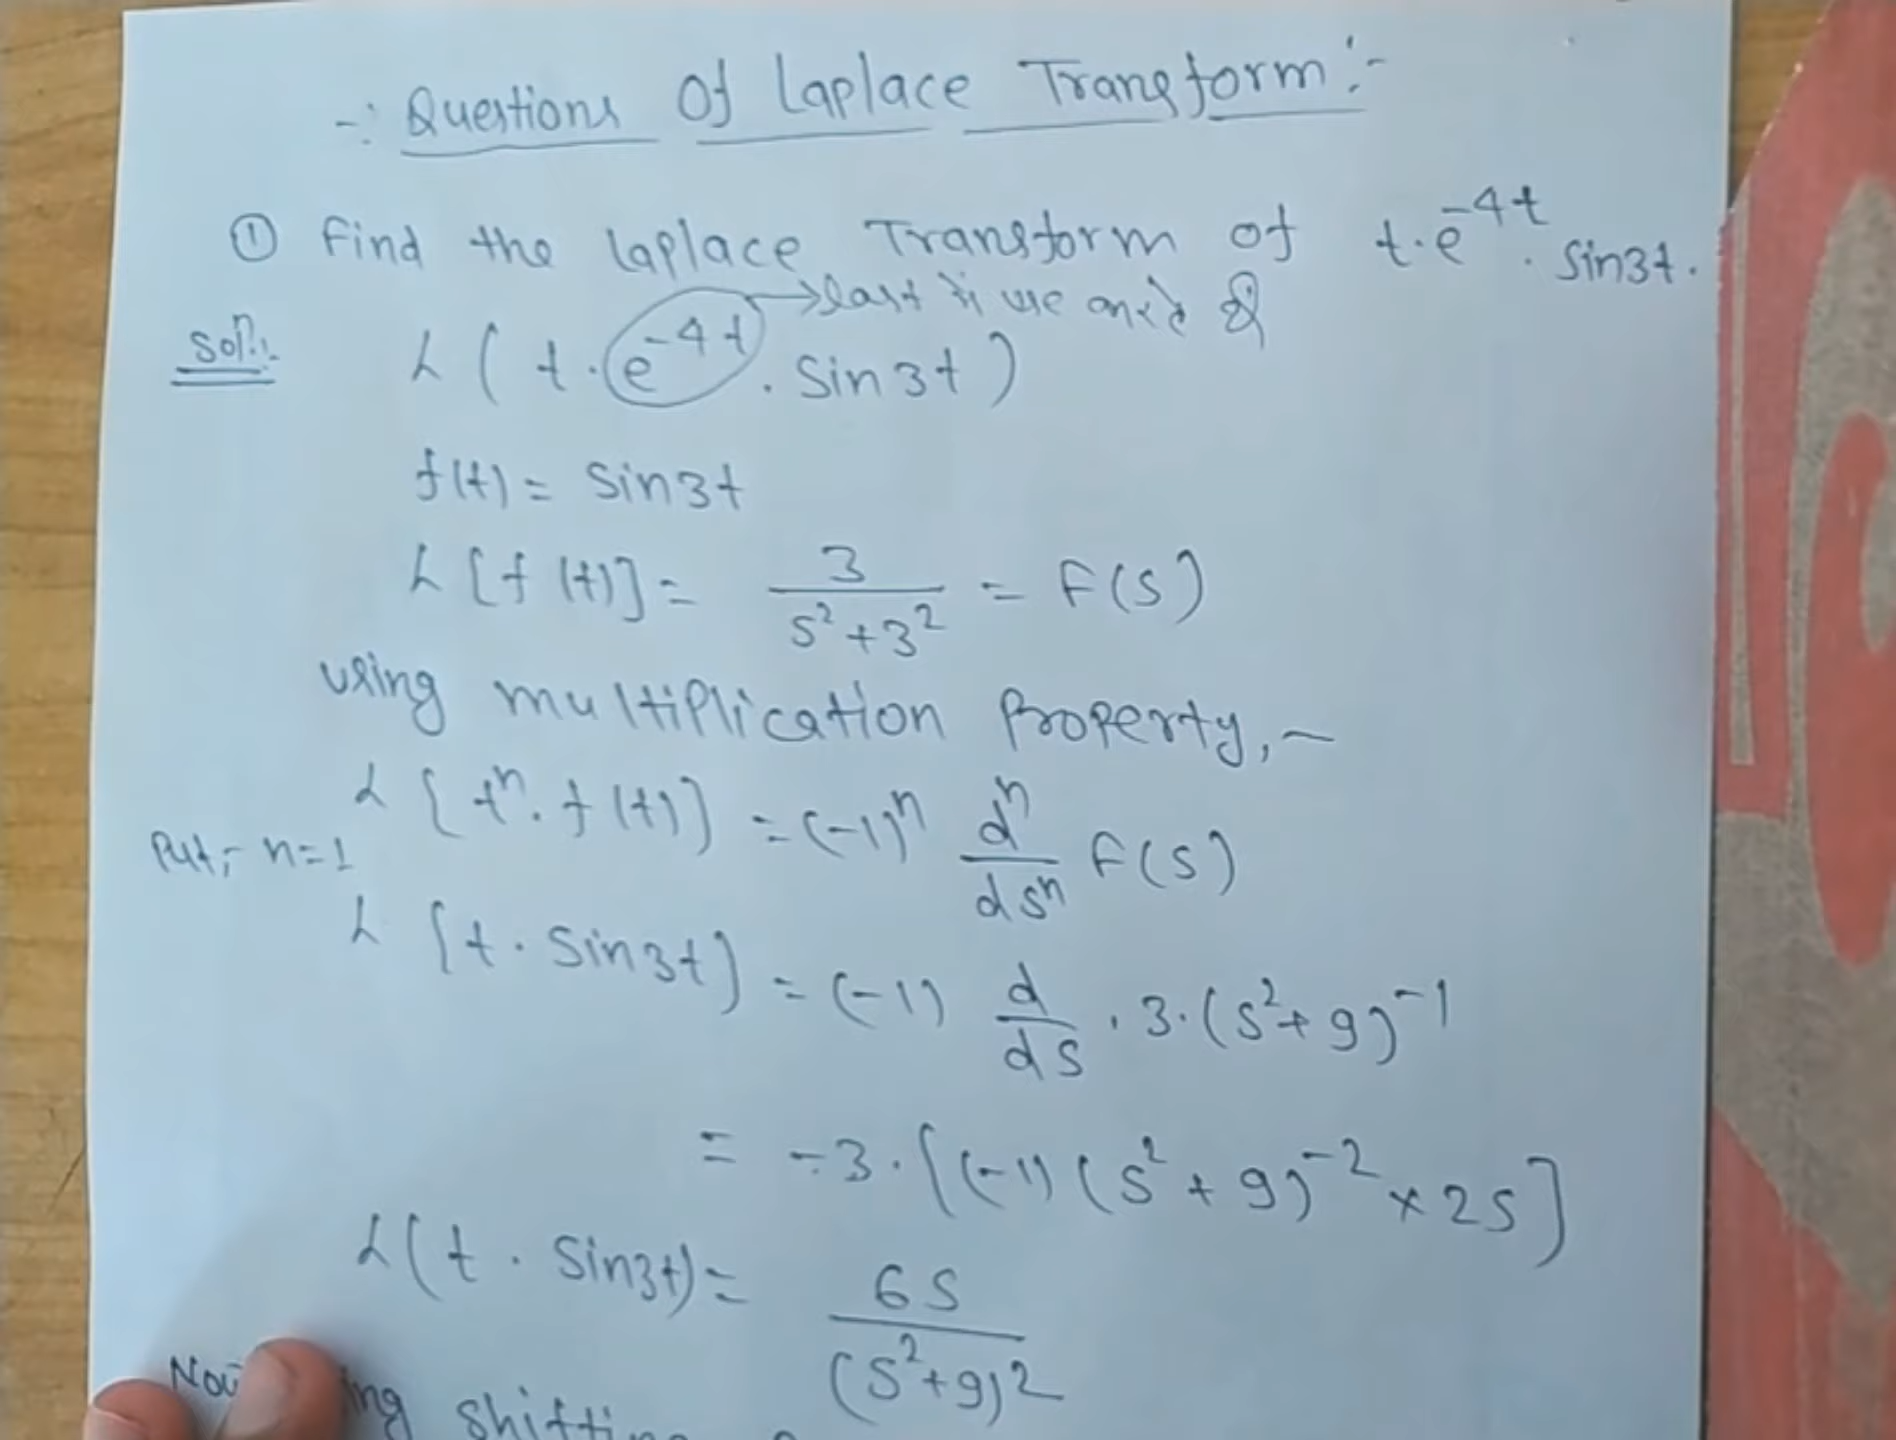 -: Questions Of Laplace Transform :-
① Find the Laplace Transform of t.e^-4t . Sin3t.
→ last
Sol^n:- L ( t . e^-4t . Sin3t )
f(t) = Sin3t
L [f(t)] = 3/(s²+3²) = F(S)
using multiplication Property,~
L [t^n . f(t)] = (-1)^n d^n/ds^n F(S)
Put,- n=1
L [t . Sin3t] = (-1) d/ds . 3.(s²+9)^-1
= -3.[(-1) (s²+9)^-2 × 2s]
L(t . Sin3t) = 6S/(S²+9)2